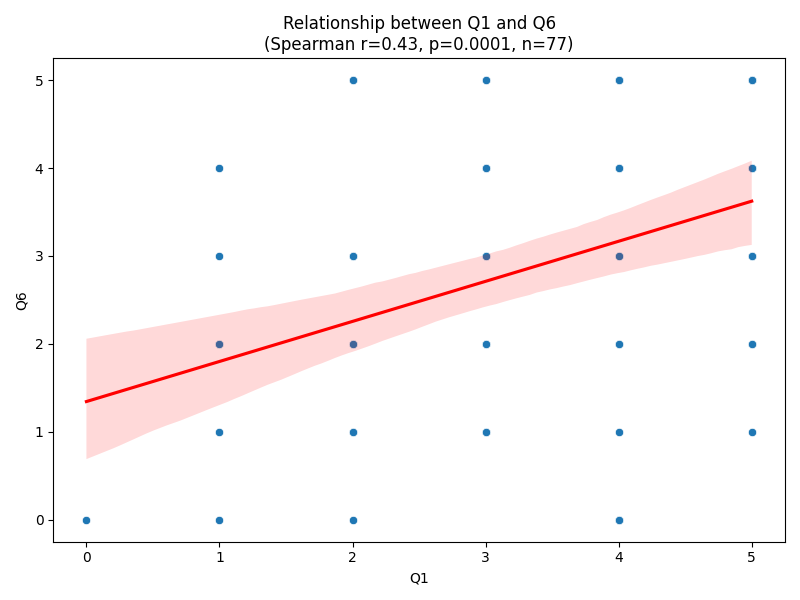 Relationship between Q1 and Q6
(Spearman r=0.43, p=0.0001, n=77)
5
4
3
2
1
0
Q6
0 1 2 3 4 5
Q1